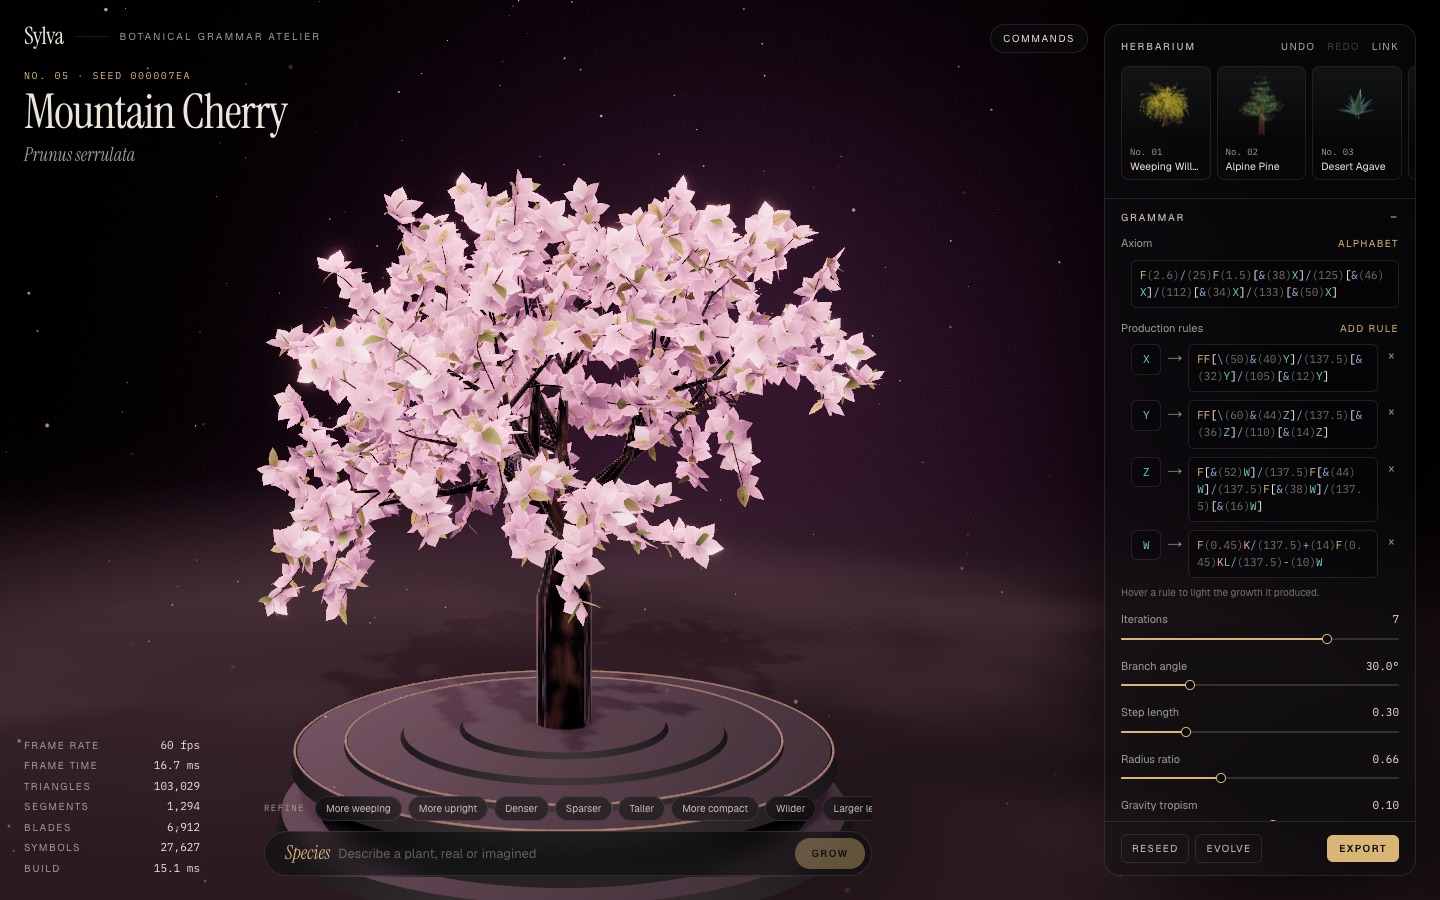 Sylva
BOTANICAL GRAMMAR ATELIER
NO. 05 · SEED 000007EA
Mountain Cherry
Prunus serrulata
COMMANDS
HERBARIUM
UNDO REDO LINK
No. 01
Weeping Will...
No. 02
Alpine Pine
No. 03
Desert Agave
GRAMMAR −
Axiom ALPHABET
F(2.6)/(25)F(1.5)[&(38)X]/(125)[&(46)
X]/(112)[&(34)X]/(133)[&(50)X]
Production rules ADD RULE
X → FF[\(50)&(40)Y]/(137.5)[& ×
(32)Y]/(105)[&(12)Y]
Y → FF[\(60)&(44)Z]/(137.5)[& ×
(36)Z]/(110)[&(14)Z]
Z → F[&(52)W]/(137.5)F[&(44) ×
W]/(137.5)F[&(38)W]/(137.
5)[&(16)W]
W → F(0.45)K/(137.5)+(14)F(0. ×
45)KL/(137.5)-(10)W
Hover a rule to light the growth it produced.
Iterations 7
Branch angle 30.0°
Step length 0.30
Radius ratio 0.66
Gravity tropism 0.10
RESEED EVOLVE EXPORT
FRAME RATE 60 fps
FRAME TIME 16.7 ms
TRIANGLES 103,029
SEGMENTS 1,294
BLADES 6,912
SYMBOLS 27,627
BUILD 15.1 ms
REFINE More weeping More upright Denser Sparser Taller More compact Wilder Larger le
Species Describe a plant, real or imagined GROW